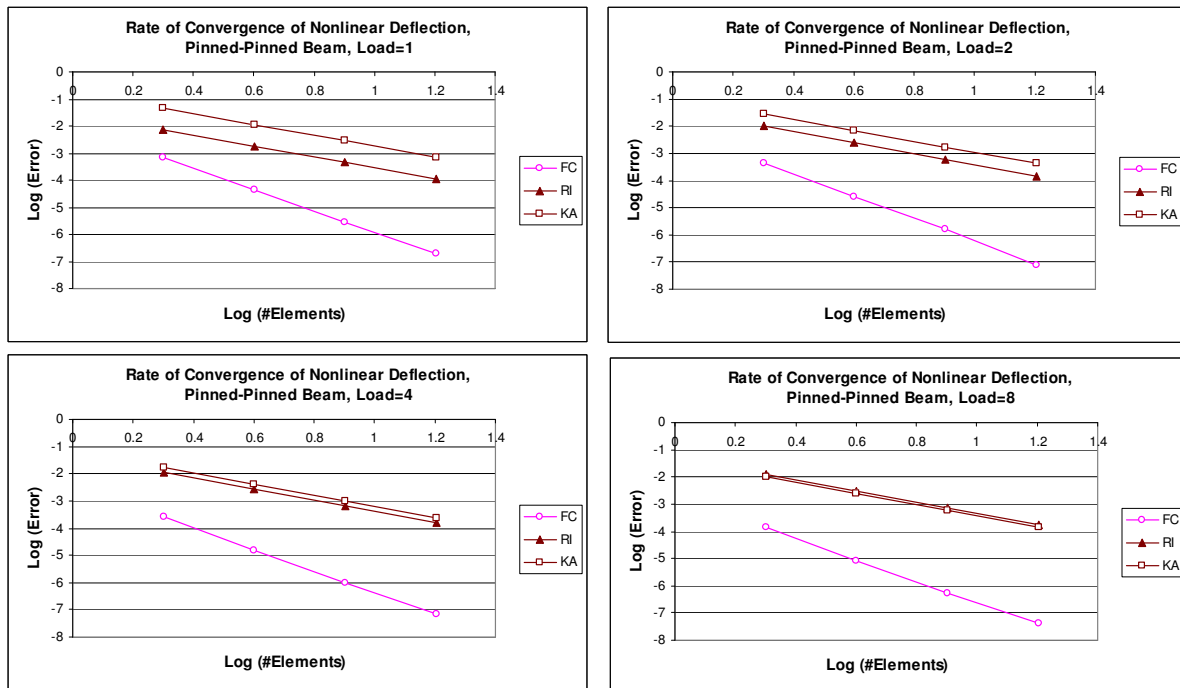 Rate of Convergence of Nonlinear Deflection,
Pinned-Pinned Beam, Load=1
0
-1
-2
-3
-4
-5
-6
-7
-8
0 0.2 0.4 0.6 0.8 1 1.2 1.4
Log (#Elements)
Log (Error)
FC
RI
KA
Rate of Convergence of Nonlinear Deflection,
Pinned-Pinned Beam, Load=2
0
-1
-2
-3
-4
-5
-6
-7
-8
0 0.2 0.4 0.6 0.8 1 1.2 1.4
Log (#Elements)
Log (Error)
FC
RI
KA
Rate of Convergence of Nonlinear Deflection,
Pinned-Pinned Beam, Load=4
0
-1
-2
-3
-4
-5
-6
-7
-8
0 0.2 0.4 0.6 0.8 1 1.2 1.4
Log (#Elements)
Log (Error)
FC
RI
KA
Rate of Convergence of Nonlinear Deflection,
Pinned-Pinned Beam, Load=8
0
-1
-2
-3
-4
-5
-6
-7
-8
0 0.2 0.4 0.6 0.8 1 1.2 1.4
Log (#Elements)
Log (Error)
FC
RI
KA